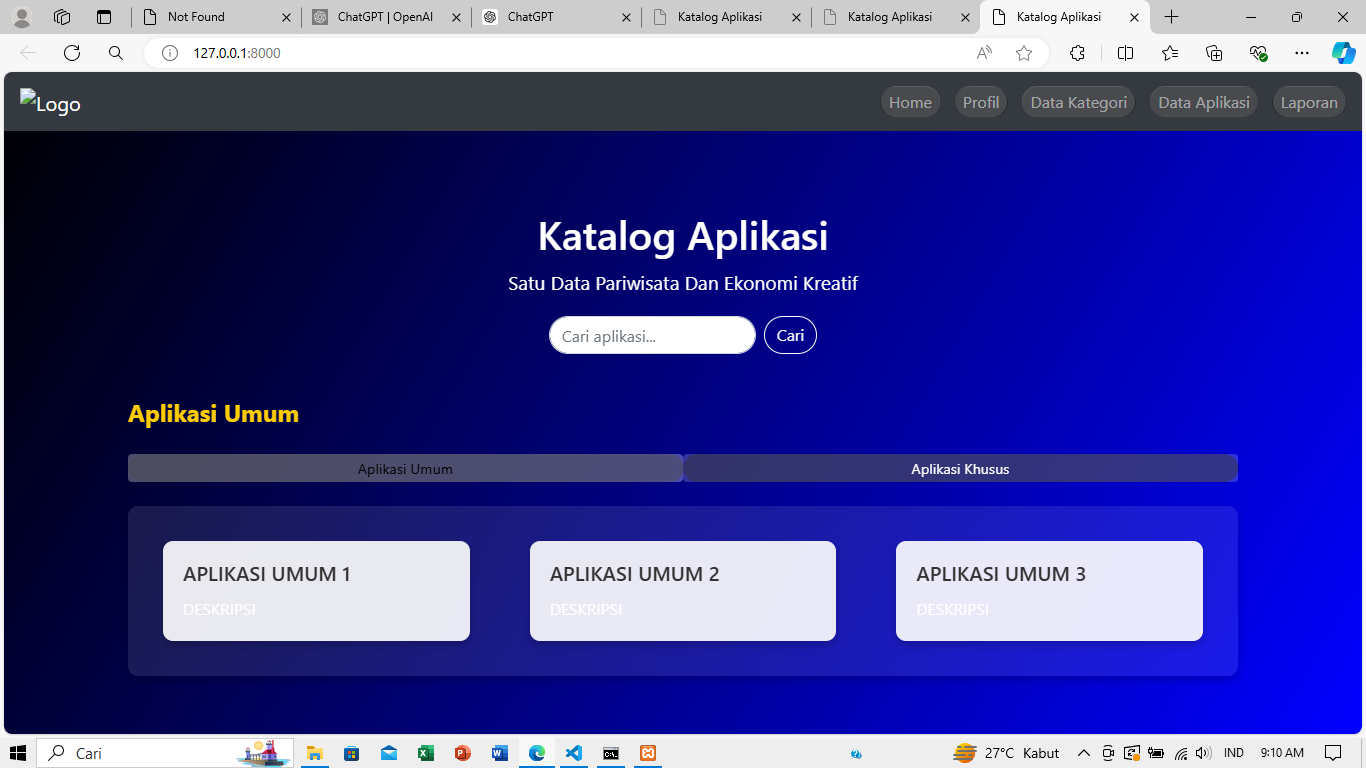 Not Found
ChatGPT | OpenAI
ChatGPT
Katalog Aplikasi
Katalog Aplikasi
Katalog Aplikasi
127.0.0.1:8000
Logo
Home
Profil
Data Kategori
Data Aplikasi
Laporan
Katalog Aplikasi
Satu Data Pariwisata Dan Ekonomi Kreatif
Cari aplikasi...
Cari
Aplikasi Umum
Aplikasi Umum
Aplikasi Khusus
APLIKASI UMUM 1
DESKRIPSI
APLIKASI UMUM 2
DESKRIPSI
APLIKASI UMUM 3
DESKRIPSI
Cari
27°C Kabut
IND
9:10 AM